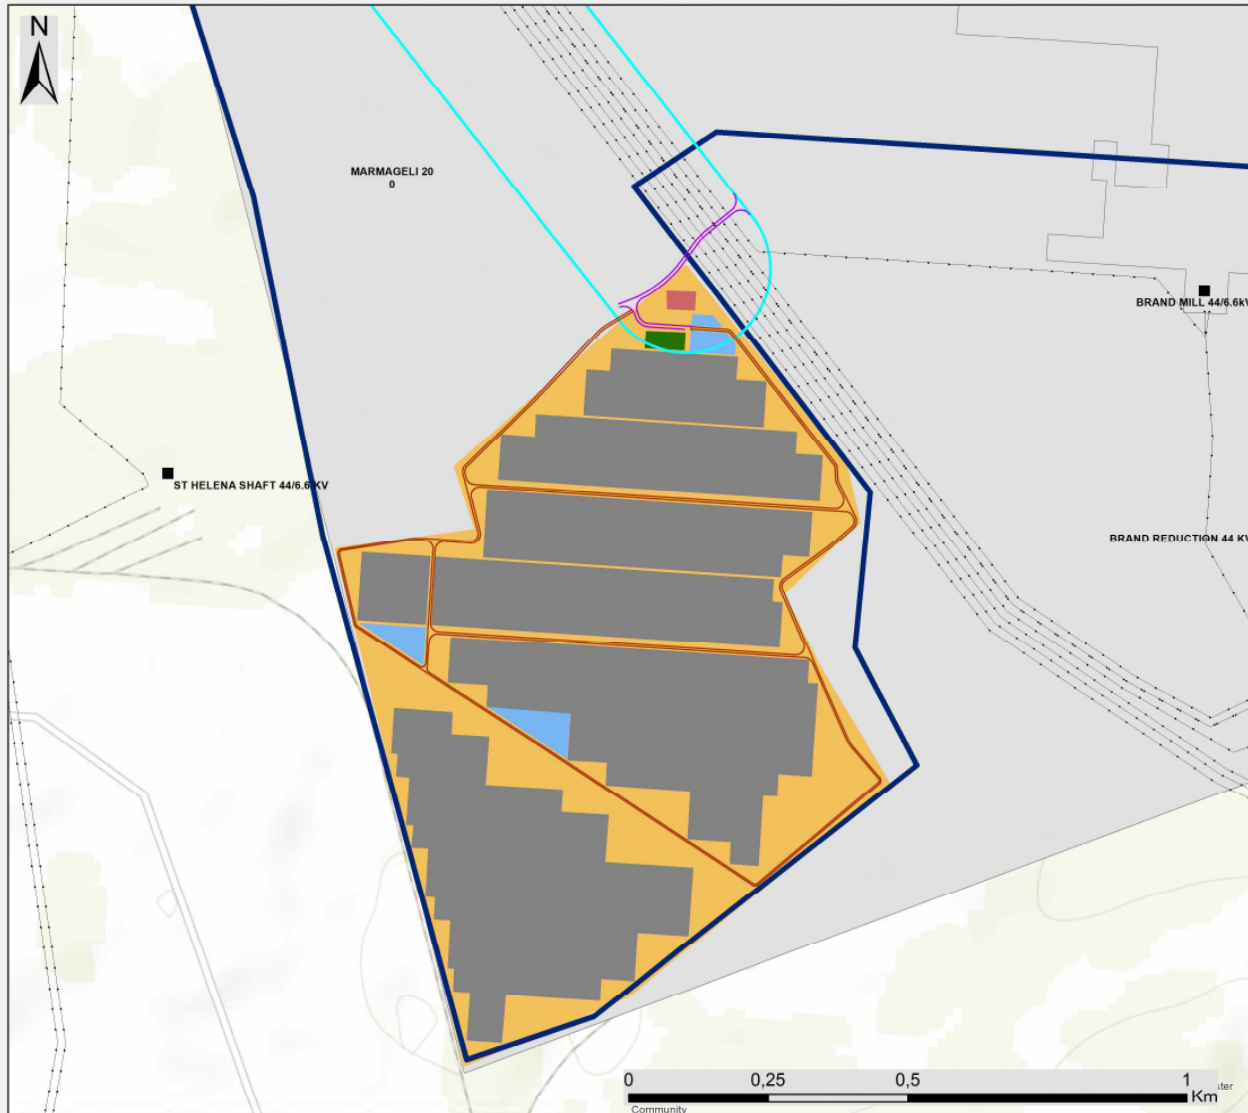 N
MARMAGELI 20
0
BRAND MILL 44/6.6kV
ST HELENA SHAFT 44/6.6 KV
BRAND REDUCTION 44 KV
0 0,25 0,5 1
Km
Community